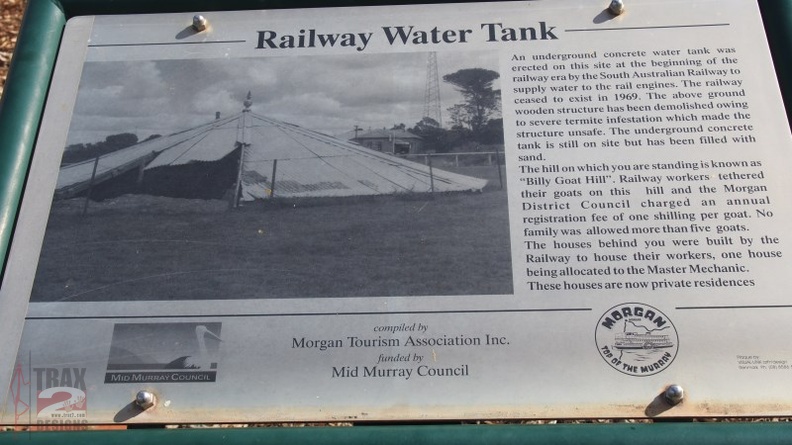 Railway Water Tank
An underground concrete water tank was
erected on this site at the beginning of the
railway era by the South Australian Railway to
supply water to the rail engines. The railway
ceased to exist in 1969. The above ground
wooden structure has been demolished owing
to severe termite infestation which made the
structure unsafe. The underground concrete
tank is still on site but has been filled with
sand.
The hill on which you are standing is known as
"Billy Goat Hill". Railway workers tethered
their goats on this hill and the Morgan
District Council charged an annual
registration fee of one shilling per goat. No
family was allowed more than five goats.
The houses behind you were built by the
Railway to house their workers, one house
being allocated to the Master Mechanic.
These houses are now private residences
MID MURRAY COUNCIL
compiled by
Morgan Tourism Association Inc.
funded by
Mid Murray Council
MORGAN
TOP OF THE MURRAY
TRAX
2
DESIGNS